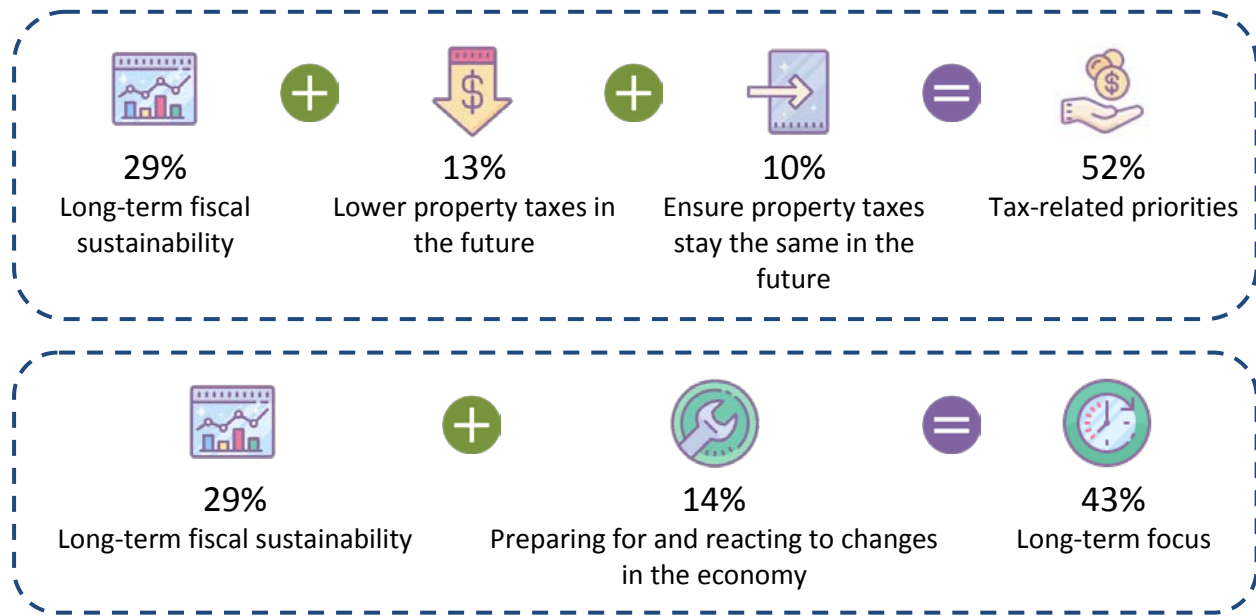 29%
Long-term fiscal
sustainability
13%
Lower property taxes in
the future
10%
Ensure property taxes
stay the same in the
future
52%
Tax-related priorities
29%
Long-term fiscal sustainability
14%
Preparing for and reacting to changes
in the economy
43%
Long-term focus